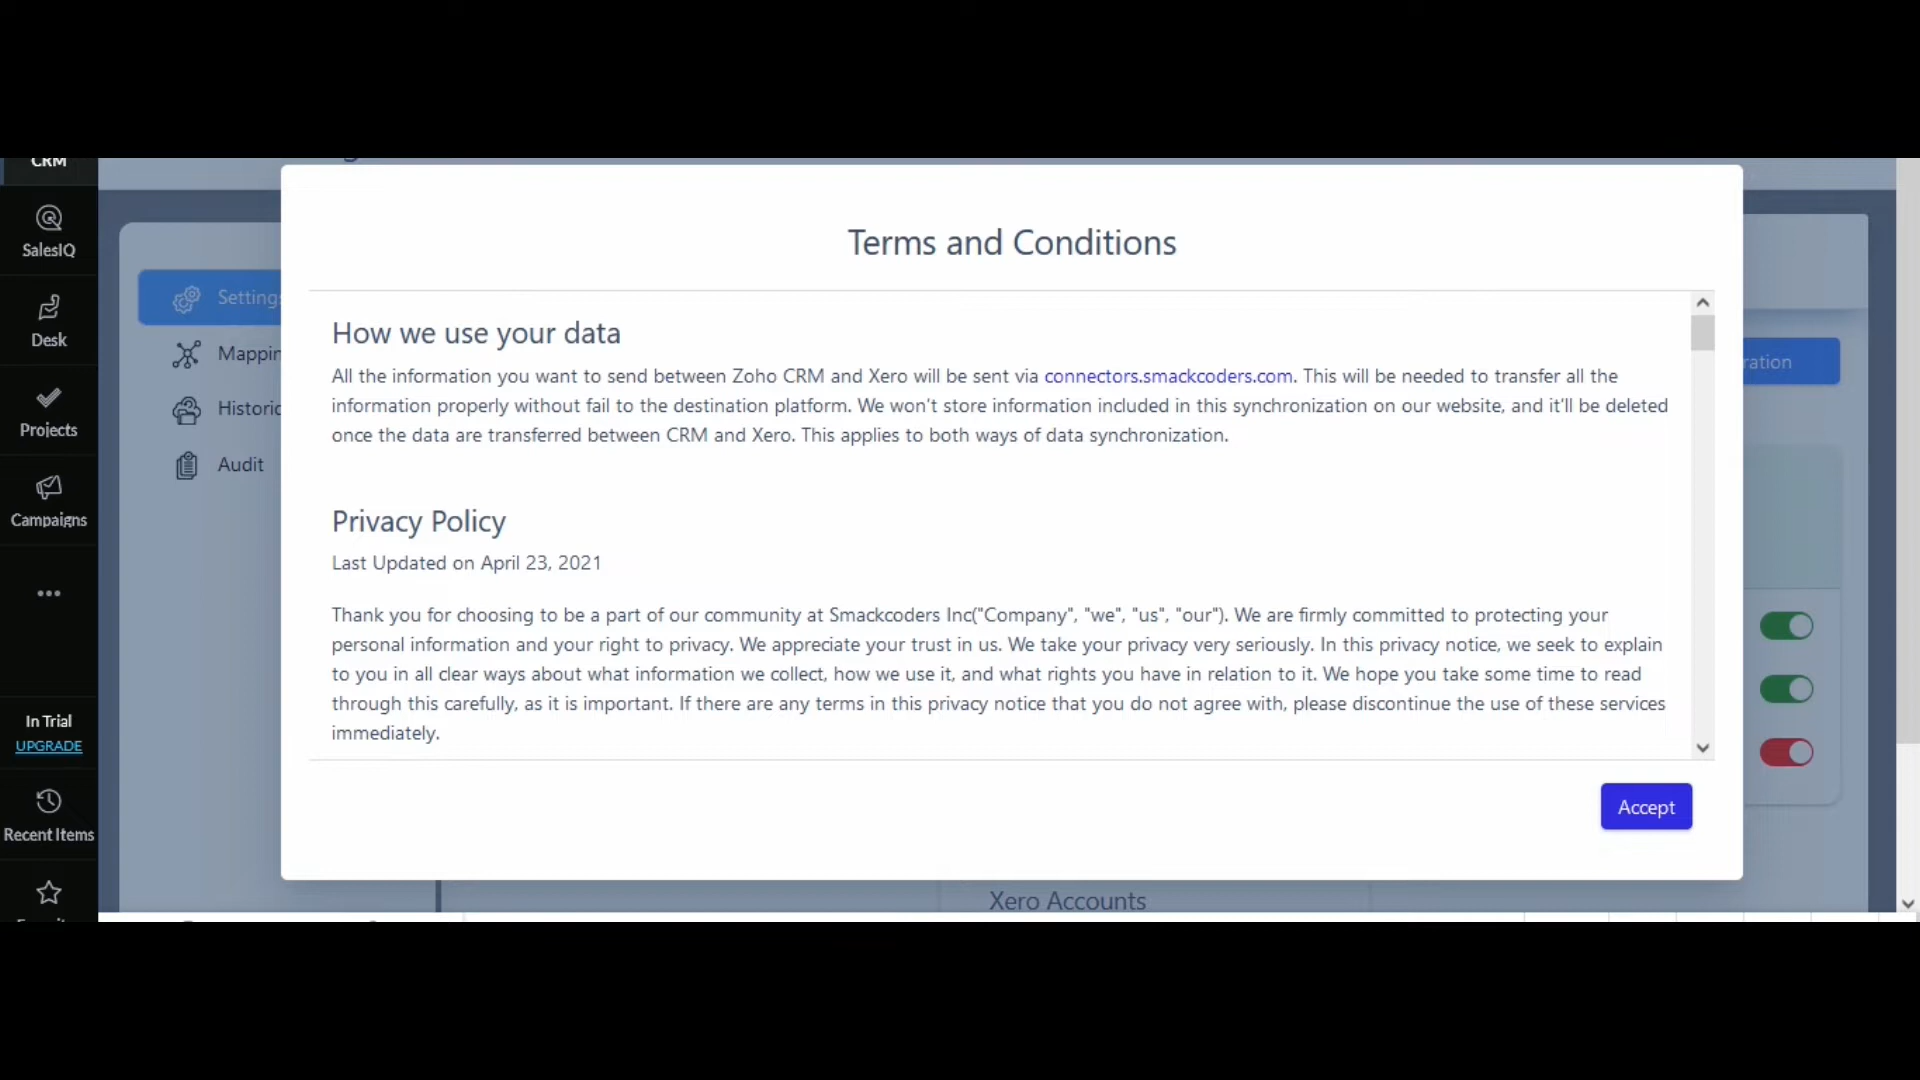 CRM
SalesIQ
Desk
Projects
Campaigns
In Trial
UPGRADE
Recent Items
Settings
Mappin
Historic
Audit
Terms and Conditions
How we use your data
All the information you want to send between Zoho CRM and Xero will be sent via connectors.smackcoders.com. This will be needed to transfer all the
information properly without fail to the destination platform. We won't store information included in this synchronization on our website, and it'll be deleted
once the data are transferred between CRM and Xero. This applies to both ways of data synchronization.
Privacy Policy
Last Updated on April 23, 2021
Thank you for choosing to be a part of our community at Smackcoders Inc("Company", "we", "us", "our"). We are firmly committed to protecting your
personal information and your right to privacy. We appreciate your trust in us. We take your privacy very seriously. In this privacy notice, we seek to explain
to you in all clear ways about what information we collect, how we use it, and what rights you have in relation to it. We hope you take some time to read
through this carefully, as it is important. If there are any terms in this privacy notice that you do not agree with, please discontinue the use of these services
immediately.
Accept
ration
Xero Accounts